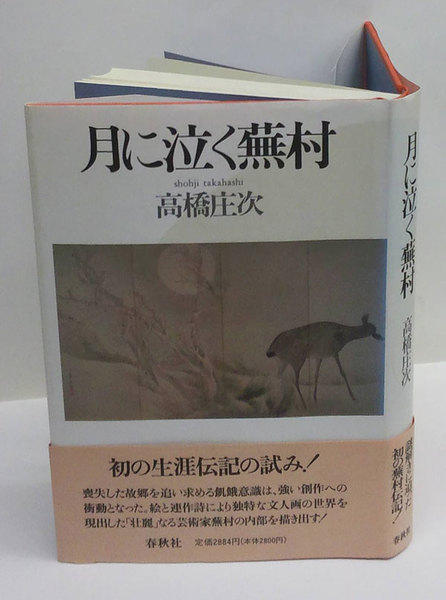 月に泣く蕪村
shohji takahashi
高橋庄次
初の生涯伝記の試み!
喪失した故郷を追い求める飢餓意識は、強い創作への
衝動となった。絵と連作詩により独特な文人画の世界を
現出した「壮麗」なる芸術家蕪村の内部を描き出す!
春秋社 定価2884円(本体2800円)
月に泣く蕪村
高橋庄次
初の蕪村伝記!
春秋社